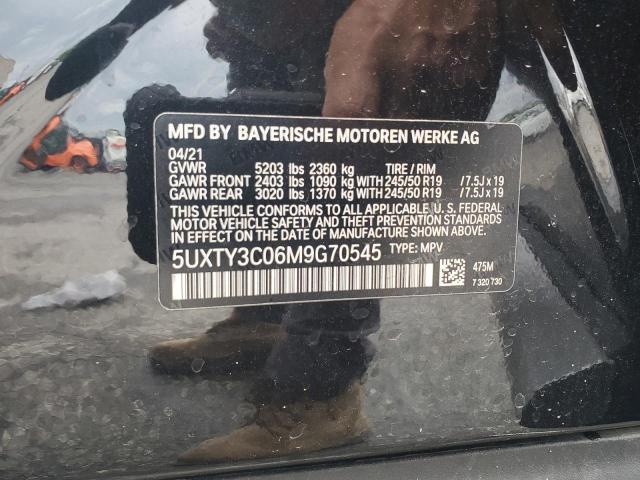 MFD BY BAYERISCHE MOTOREN WERKE AG
04/21
GVWR 5203 lbs 2360 kg TIRE / RIM
GAWR FRONT 2403 lbs 1090 kg WITH 245/50 R19 /7.5J x 19
GAWR REAR 3020 lbs 1370 kg WITH 245/50 R19 /7.5J x 19
THIS VEHICLE CONFORMS TO ALL APPLICABLE U. S. FEDERAL
MOTOR VEHICLE SAFETY AND THEFT PREVENTION STANDARDS
IN EFFECT ON THE DATE OF MANUFACTURE SHOWN ABOVE.
5UXTY3C06M9G70545 TYPE: MPV
475M
7 320 730